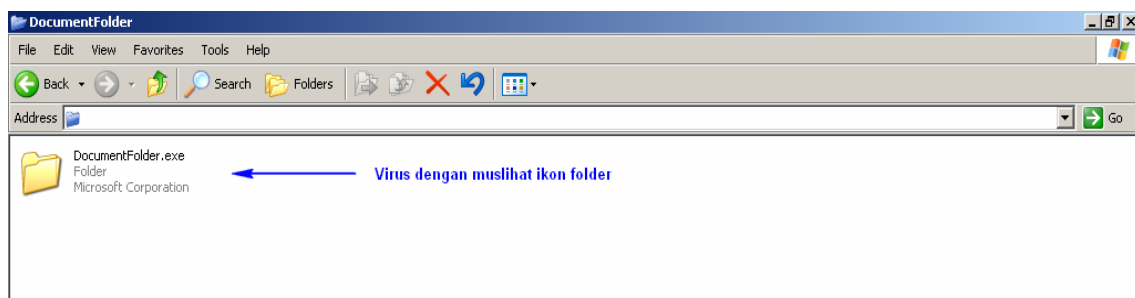 DocumentFolder
File Edit View Favorites Tools Help
Back Search Folders
Address Go
DocumentFolder.exe
Folder
Microsoft Corporation
Virus dengan muslihat ikon folder